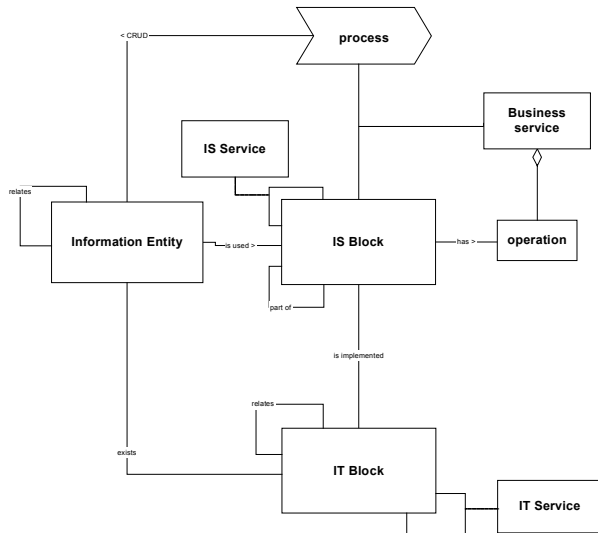 process
< CRUD
Business
service
IS Service
relates
Information Entity
is used >
IS Block
has >
operation
part of
is implemented
relates
exists
IT Block
IT Service